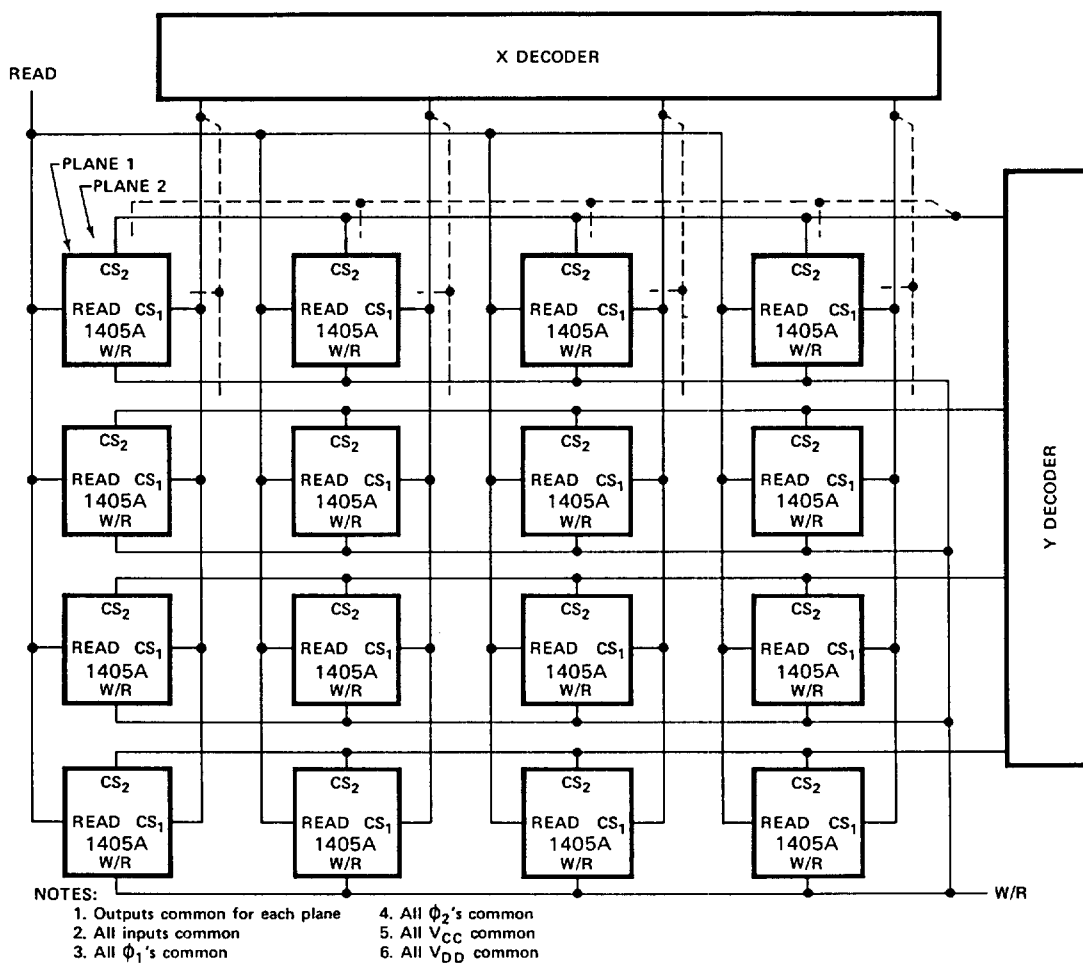 X DECODER
READ
PLANE 1
PLANE 2
CS2 CS2 CS2 CS2
READ CS1 READ CS1 READ CS1 READ CS1
1405A 1405A 1405A 1405A
W/R W/R W/R W/R
CS2 CS2 CS2 CS2
READ CS1 READ CS1 READ CS1 READ CS1
1405A 1405A 1405A 1405A
W/R W/R W/R W/R
Y DECODER
CS2 CS2 CS2 CS2
READ CS1 READ CS1 READ CS1 READ CS1
1405A 1405A 1405A 1405A
W/R W/R W/R W/R
CS2 CS2 CS2 CS2
READ CS1 READ CS1 READ CS1 READ CS1
1405A 1405A 1405A 1405A
W/R W/R W/R W/R
W/R
NOTES:
1. Outputs common for each plane
2. All inputs common
3. All ϕ1's common
4. All ϕ2's common
5. All VCC common
6. All VDD common